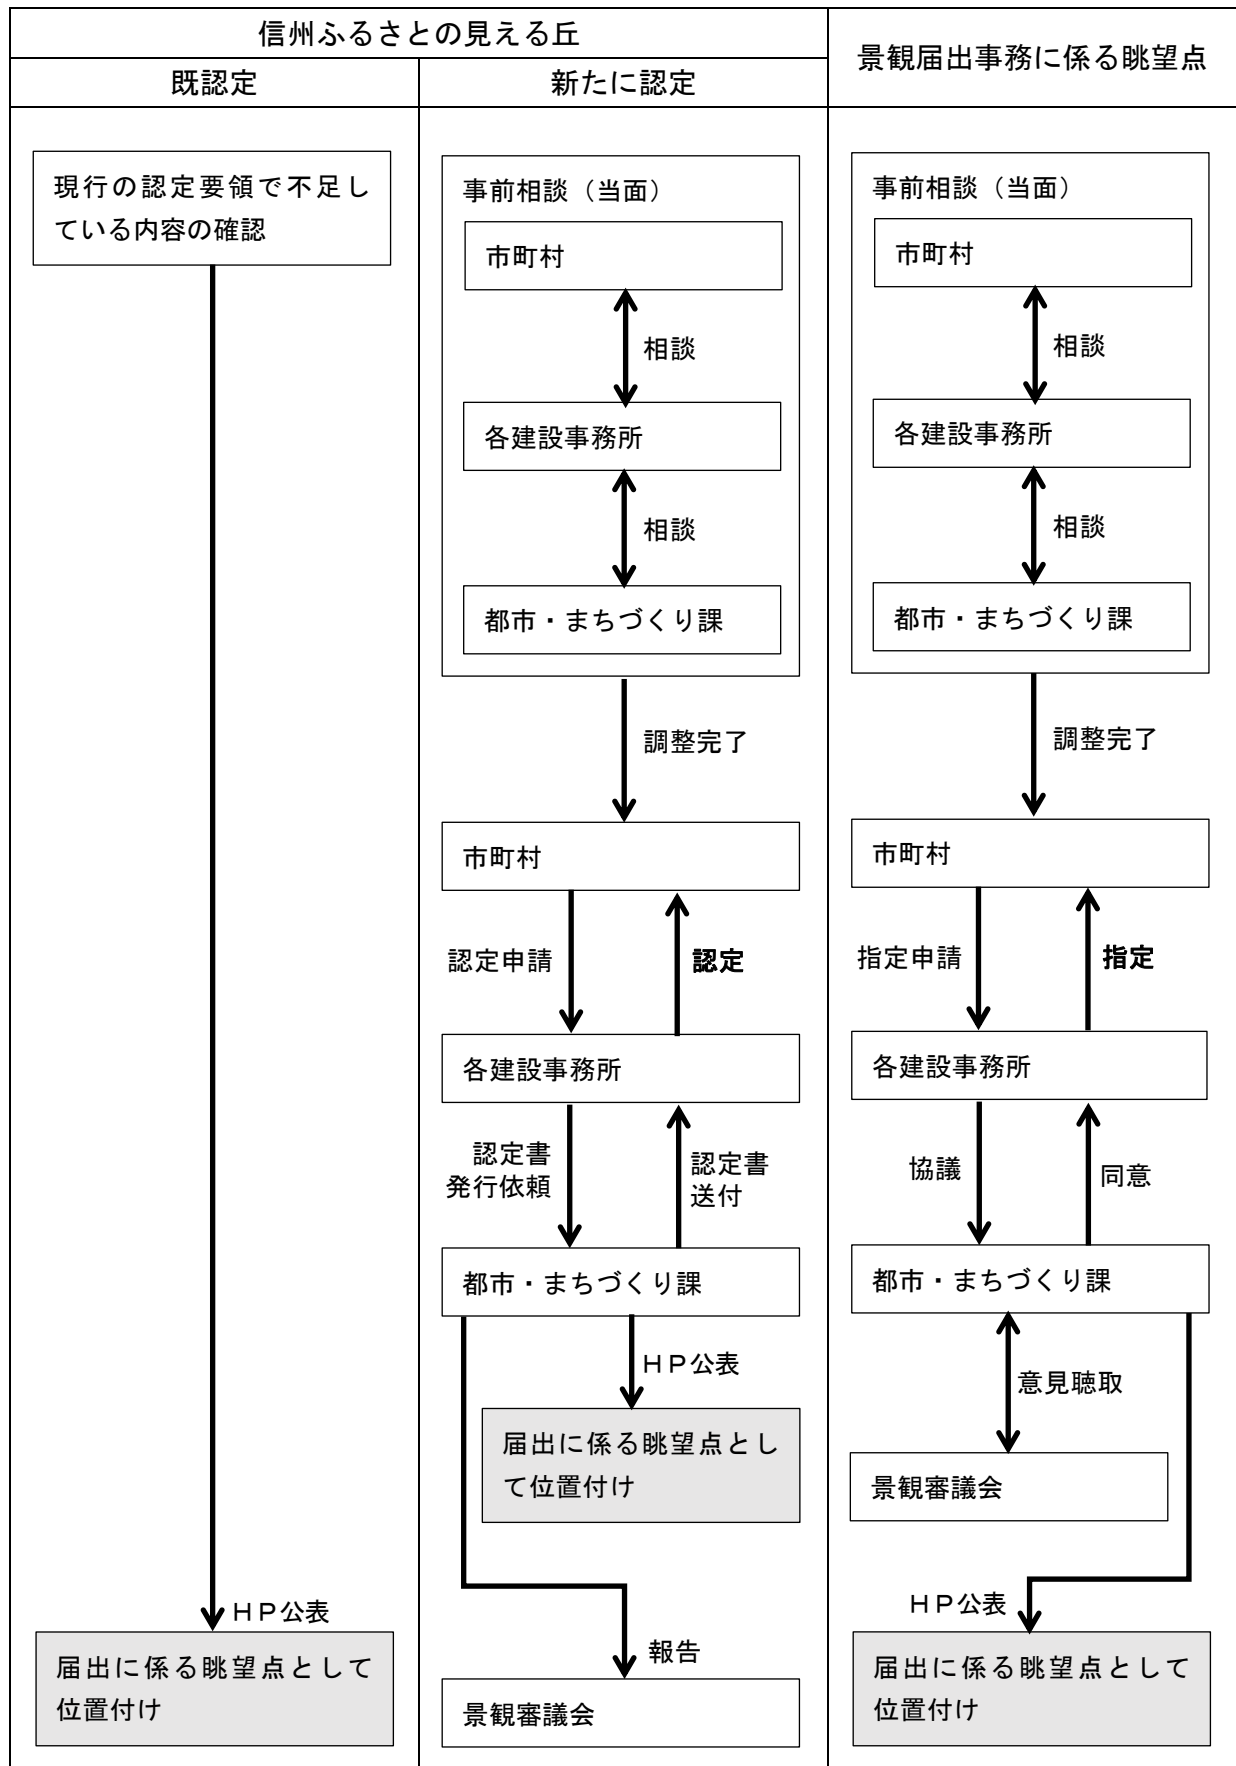 信州ふるさとの見える丘
景観届出事務に係る眺望点
既認定
新たに認定
現行の認定要領で不足し
ている内容の確認
ＨＰ公表
届出に係る眺望点として
位置付け
事前相談（当面）
市町村
相談
各建設事務所
相談
都市・まちづくり課
調整完了
市町村
認定申請
認定
各建設事務所
認定書
発行依頼
認定書
送付
都市・まちづくり課
ＨＰ公表
届出に係る眺望点とし
て位置付け
報告
景観審議会
事前相談（当面）
市町村
相談
各建設事務所
相談
都市・まちづくり課
調整完了
市町村
指定申請
指定
各建設事務所
協議
同意
都市・まちづくり課
意見聴取
景観審議会
ＨＰ公表
届出に係る眺望点として
位置付け